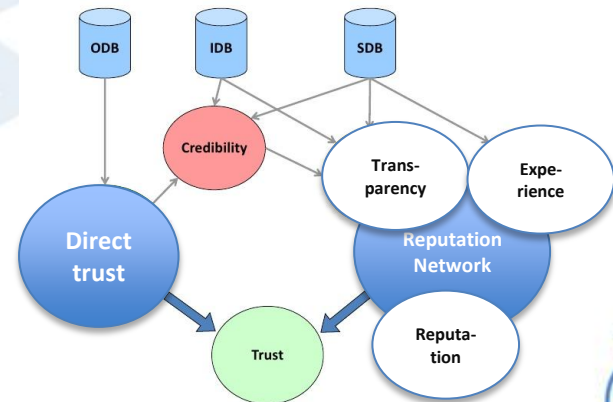 ODB
IDB
SDB
Credibility
Trans-
parency
Expe-
rience
Direct
trust
Reputation
Network
Trust
Reputa-
tion